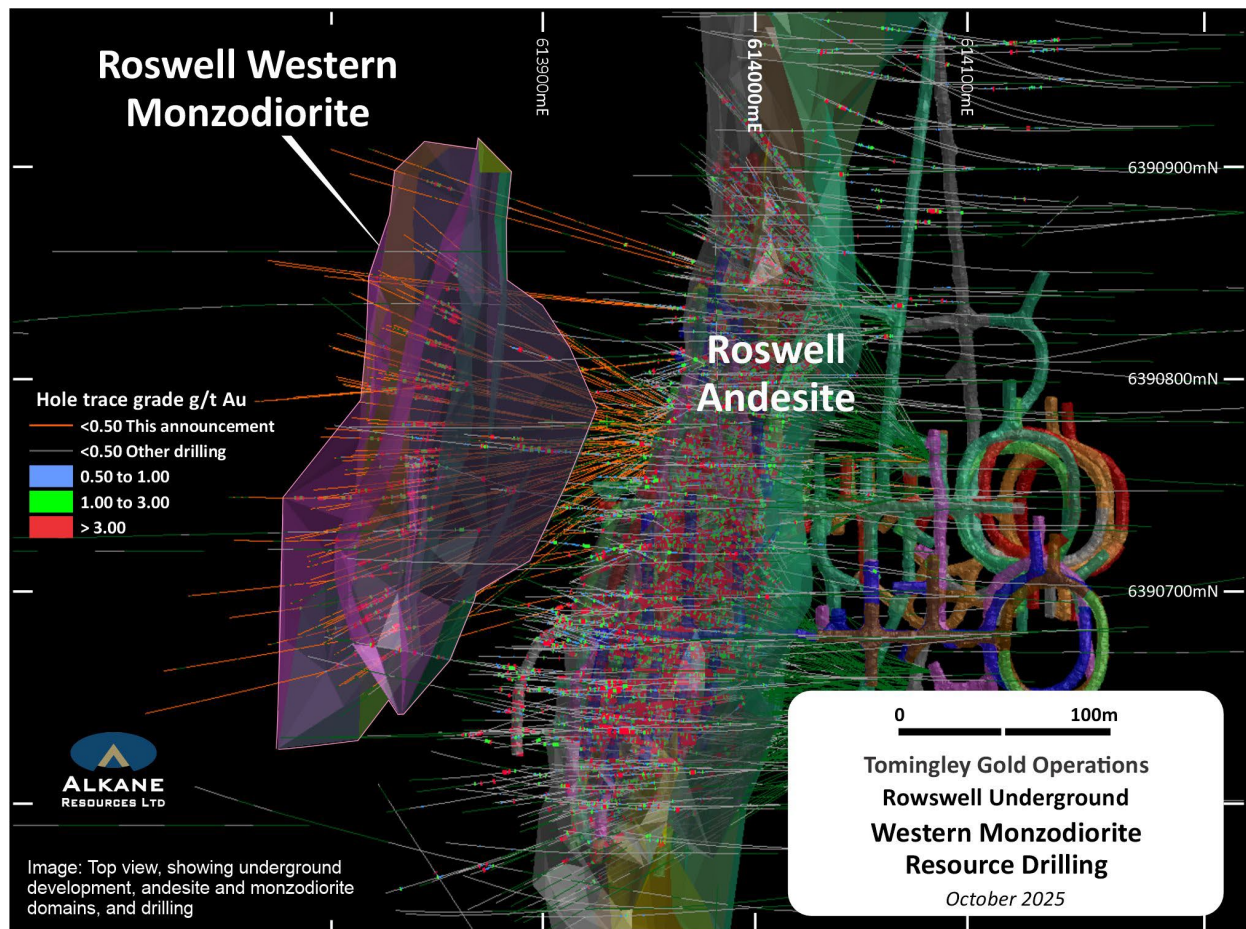 Roswell Western
Monzodiorite
613900mE
614000mE
614100mE
6390900mN
Roswell
Andesite
6390800mN
Hole trace grade g/t Au
<0.50 This announcement
<0.50 Other drilling
0.50 to 1.00
1.00 to 3.00
> 3.00
6390700mN
0 100m
Tomingley Gold Operations
Rowswell Underground
Western Monzodiorite
Resource Drilling
October 2025
ALKANE
RESOURCES LTD
Image: Top view, showing underground
development, andesite and monzodiorite
domains, and drilling